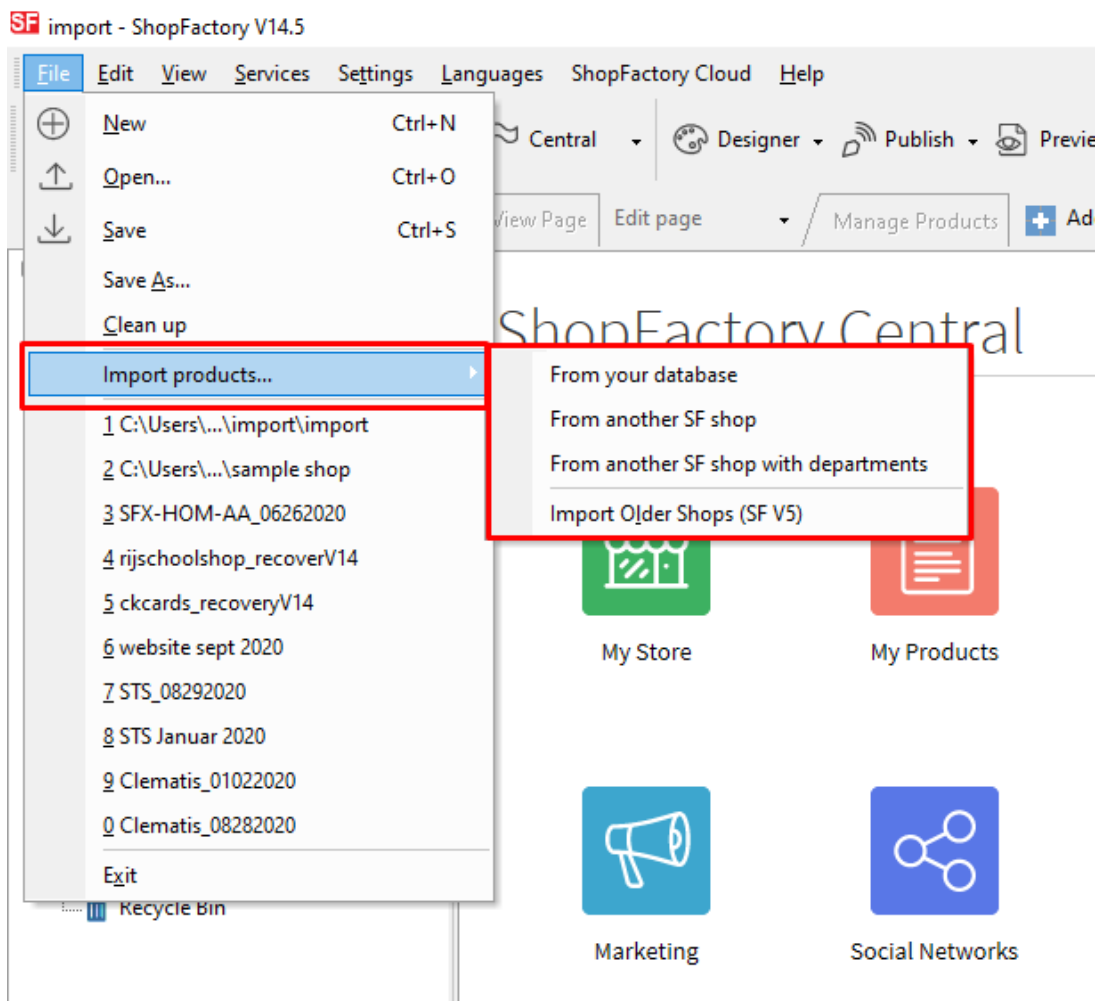 SF import - ShopFactory V14.5
File Edit View Services Settings Languages ShopFactory Cloud Help
New Ctrl+N
Central Designer Publish
Open... Ctrl+O
View Page Edit page Manage Products
Save Ctrl+S
Save As...
Clean up
ShopFactory Central
Import products...
From your database
From another SF shop
From another SF shop with departments
Import Older Shops (SF V5)
1 C:\Users\...\import\import
2 C:\Users\...\sample shop
3 SFX-HOM-AA_06262020
4 rijschoolshop_recoverV14
5 ckcards_recoveryV14
6 website sept 2020
7 STS_08292020
8 STS Januar 2020
9 Clematis_01022020
0 Clematis_08282020
Exit
Recycle Bin
My Store My Products
Marketing Social Networks